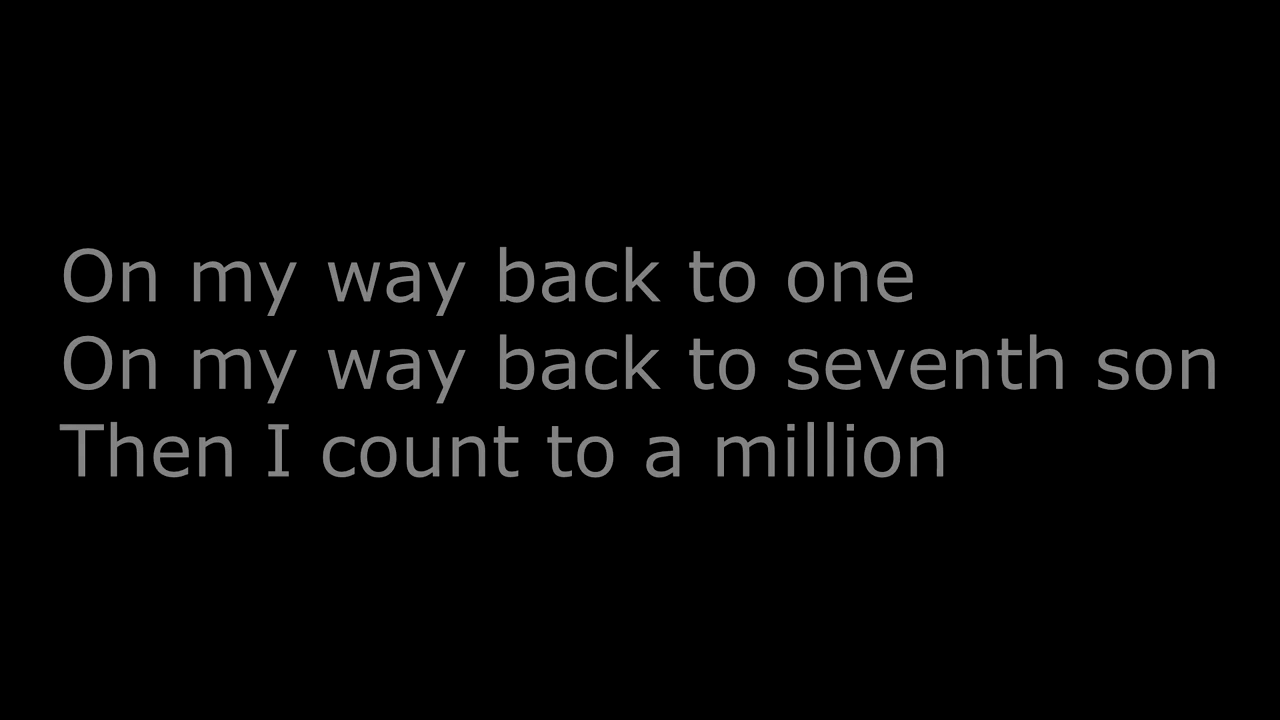 On my way back to one
On my way back to seventh son
Then I count to a million